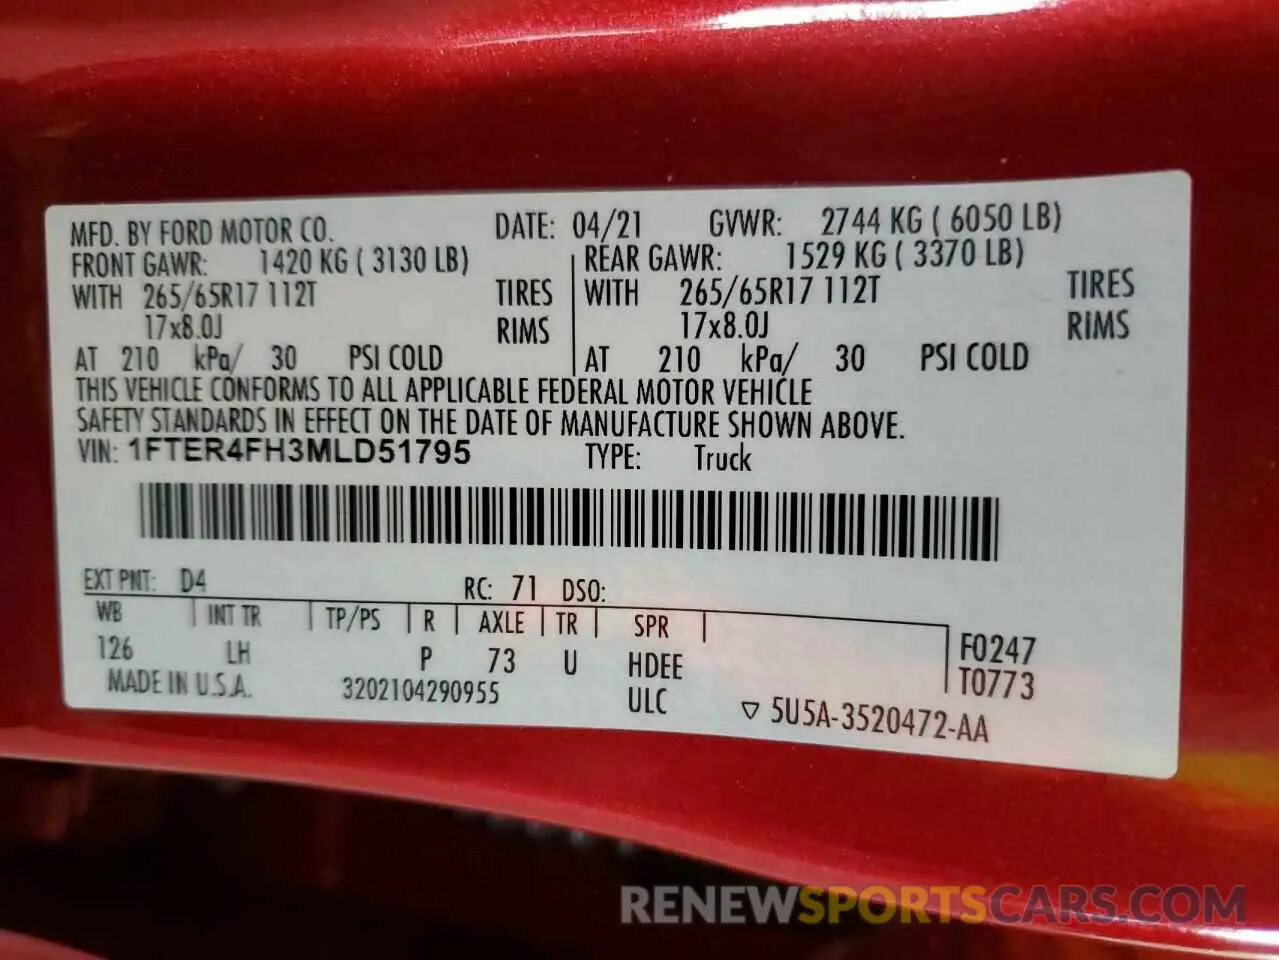 MFD. BY FORD MOTOR CO. DATE: 04/21 GVWR: 2744 KG ( 6050 LB)
FRONT GAWR: 1420 KG ( 3130 LB) REAR GAWR: 1529 KG ( 3370 LB)
WITH 265/65R17 112T TIRES WITH 265/65R17 112T TIRES
17x8.0J RIMS 17x8.0J RIMS
AT 210 kPa/ 30 PSI COLD AT 210 kPa/ 30 PSI COLD
THIS VEHICLE CONFORMS TO ALL APPLICABLE FEDERAL MOTOR VEHICLE
SAFETY STANDARDS IN EFFECT ON THE DATE OF MANUFACTURE SHOWN ABOVE.
VIN: 1FTER4FH3MLD51795 TYPE: Truck
EXT PNT: D4 RC: 71 DSO:
WB INT TR TP/PS R AXLE TR SPR F0247
126 LH P 73 U HDEE T0773
MADE IN U.S.A. 3202104290955 ULC ▽ 5U5A-3520472-AA
RENEWSPORTSCARS.COM